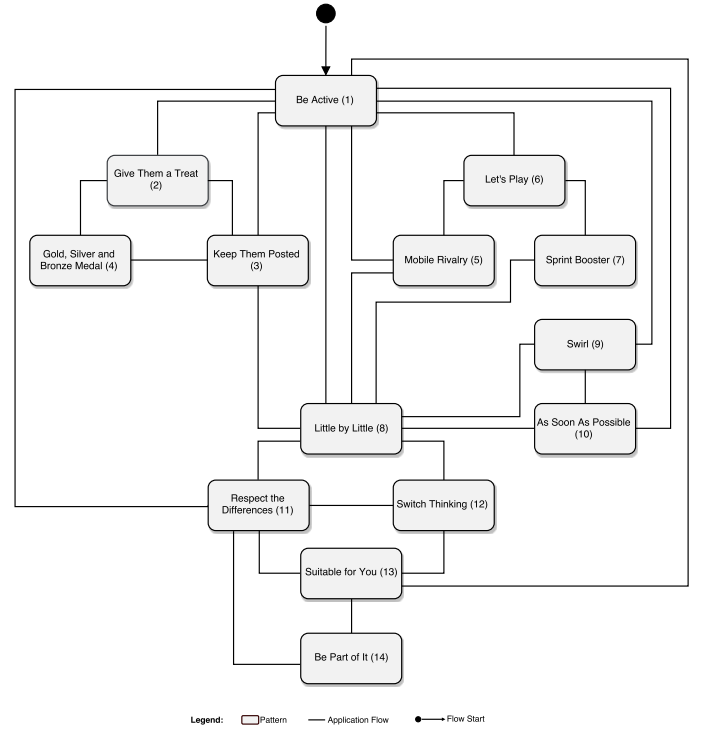 Be Active (1)
Give Them a Treat
(2)
Let's Play (6)
Gold, Silver and
Bronze Medal (4)
Keep Them Posted
(3)
Mobile Rivalry (5)
Sprint Booster (7)
Swirl (9)
Little by Little (8)
As Soon As Possible
(10)
Respect the
Differences (11)
Switch Thinking (12)
Suitable for You (13)
Be Part of It (14)
Legend: Pattern Application Flow Flow Start